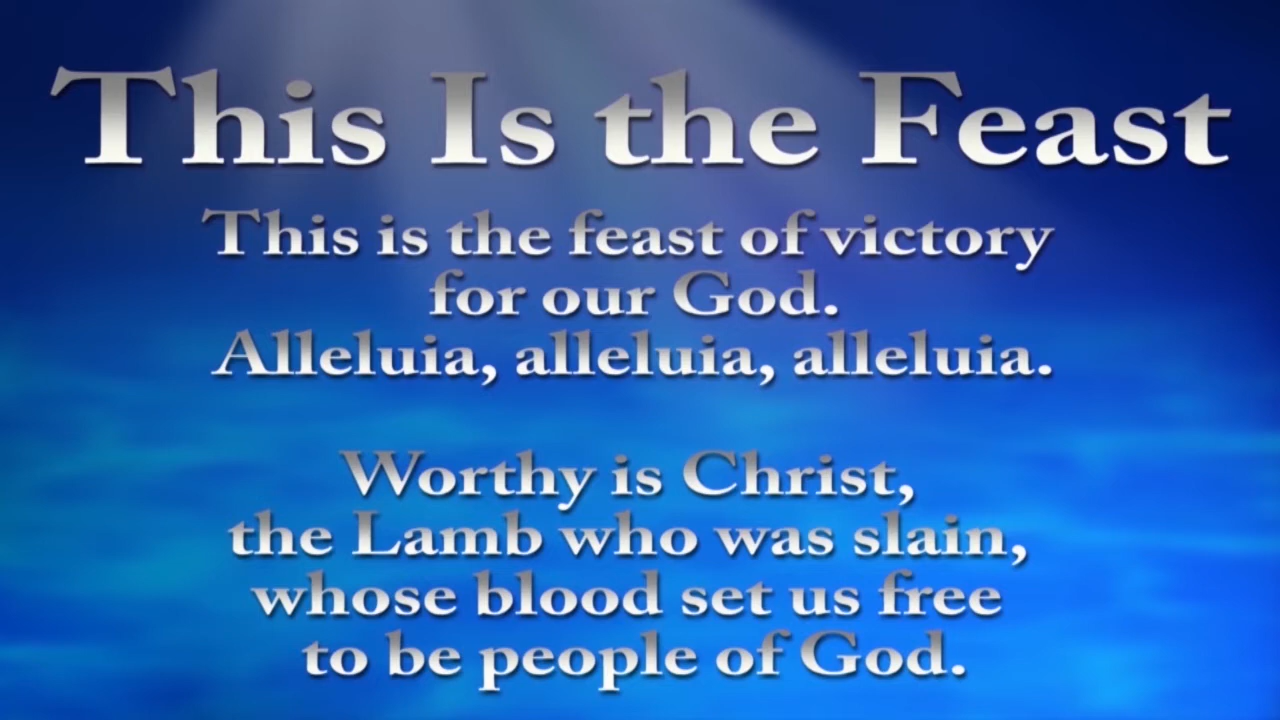 This Is the Feast
This is the feast of victory
for our God.
Alleluia, alleluia, alleluia.
Worthy is Christ,
the Lamb who was slain,
whose blood set us free
to be people of God.